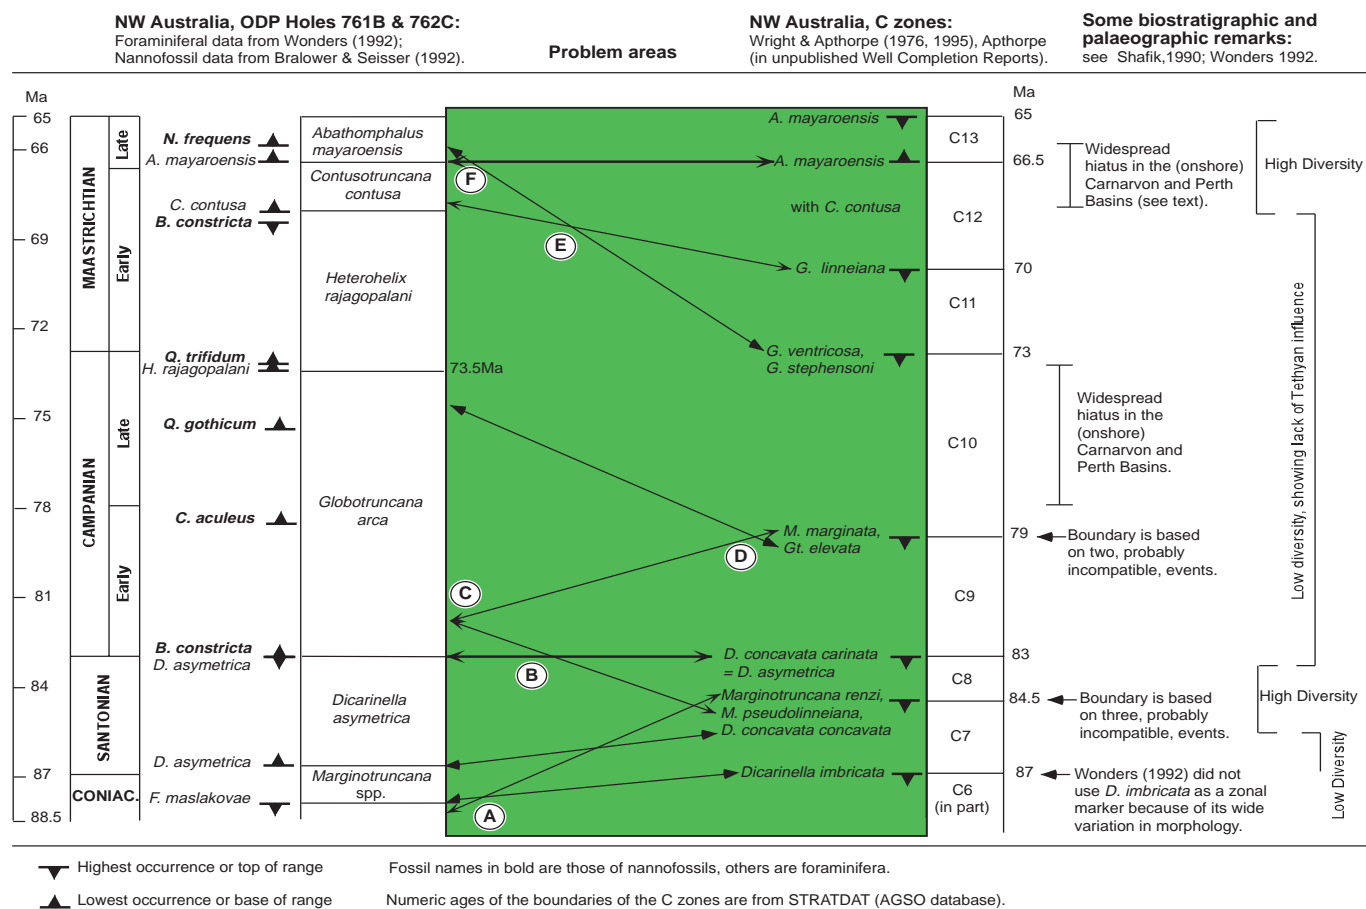 NW Australia, ODP Holes 761B & 762C:
Foraminiferal data from Wonders (1992);
Nannofossil data from Bralower & Seisser (1992).
Problem areas
NW Australia, C zones:
Wright & Apthorpe (1976, 1995), Apthorpe
(in unpublished Well Completion Reports).
Some biostratigraphic and
palaeographic remarks:
see Shafik,1990; Wonders 1992.
Ma
65
66
69
72
75
78
81
84
87
88.5
MAASTRICHTIAN
Late
Early
CAMPANIAN
Late
Early
SANTONIAN
CONIAC.
N. frequens
A. mayaroensis
C. contusa
B. constricta
Q. trifidum
H. rajagopalani
Q. gothicum
C. aculeus
B. constricta
D. asymetrica
D. asymetrica
F. maslakovae
Abathomphalus
mayaroensis
Contusotruncana
contusa
Heterohelix
rajagopalani
Globotruncana
arca
Dicarinella
asymetrica
Marginotruncana
spp.
73.5Ma
F
E
D
C
B
A
A. mayaroensis
A. mayaroensis
with C. contusa
G. linneiana
G. ventricosa,
G. stephensoni
M. marginata,
Gt. elevata
D. concavata carinata
= D. asymetrica
Marginotruncana renzi,
M. pseudolinneiana,
D. concavata concavata
Dicarinella imbricata
C13
C12
C11
C10
C9
C8
C7
C6
(in part)
Ma
65
66.5
70
73
79
83
84.5
87
Widespread
hiatus in the (onshore)
Carnarvon and Perth
Basins (see text).
Widespread
hiatus in the
(onshore)
Carnarvon and
Perth Basins.
Boundary is based
on two, probably
incompatible, events.
Boundary is based
on three, probably
incompatible, events.
Wonders (1992) did not
use D. imbricata as a zonal
marker because of its wide
variation in morphology.
High Diversity
Low diversity, showing lack of Tethyan influence
High Diversity
Low Diversity
Highest occurrence or top of range
Fossil names in bold are those of nannofossils, others are foraminifera.
Lowest occurrence or base of range
Numeric ages of the boundaries of the C zones are from STRATDAT (AGSO database).